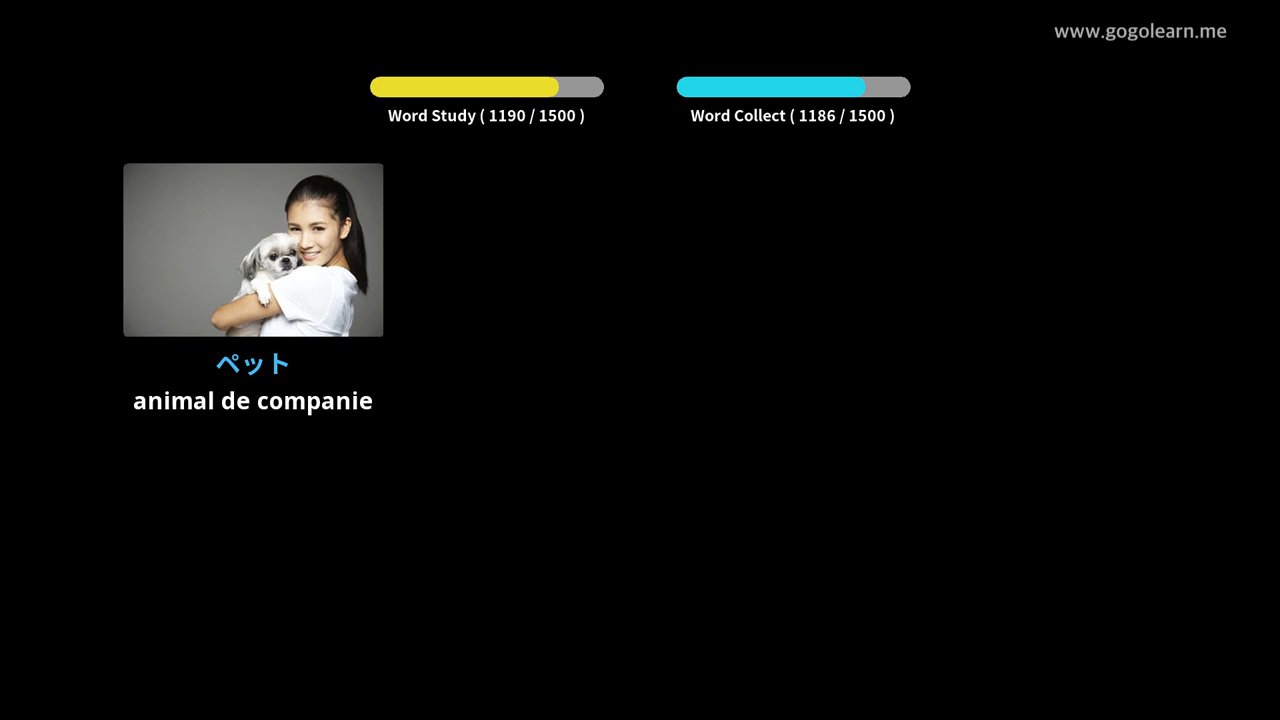 www.gogolearn.me
Word Study ( 1190 / 1500 )
Word Collect ( 1186 / 1500 )
ペット
animal de companie